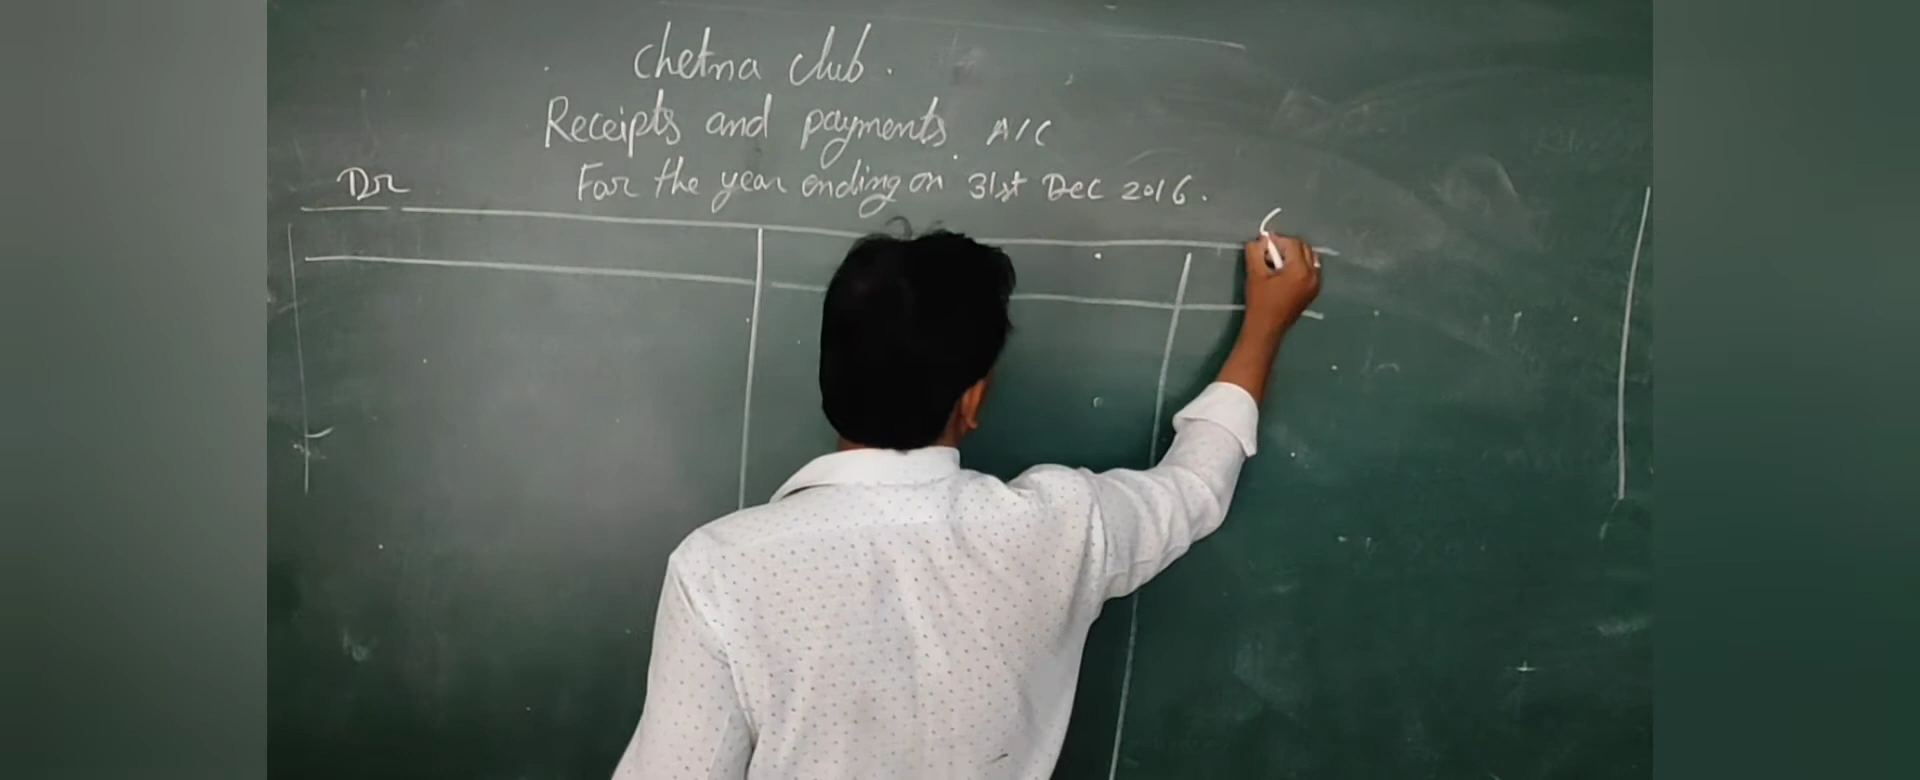 Chetna club.
Receipts and payments A/C
Dr
For the year ending on 31st Dec 2016.